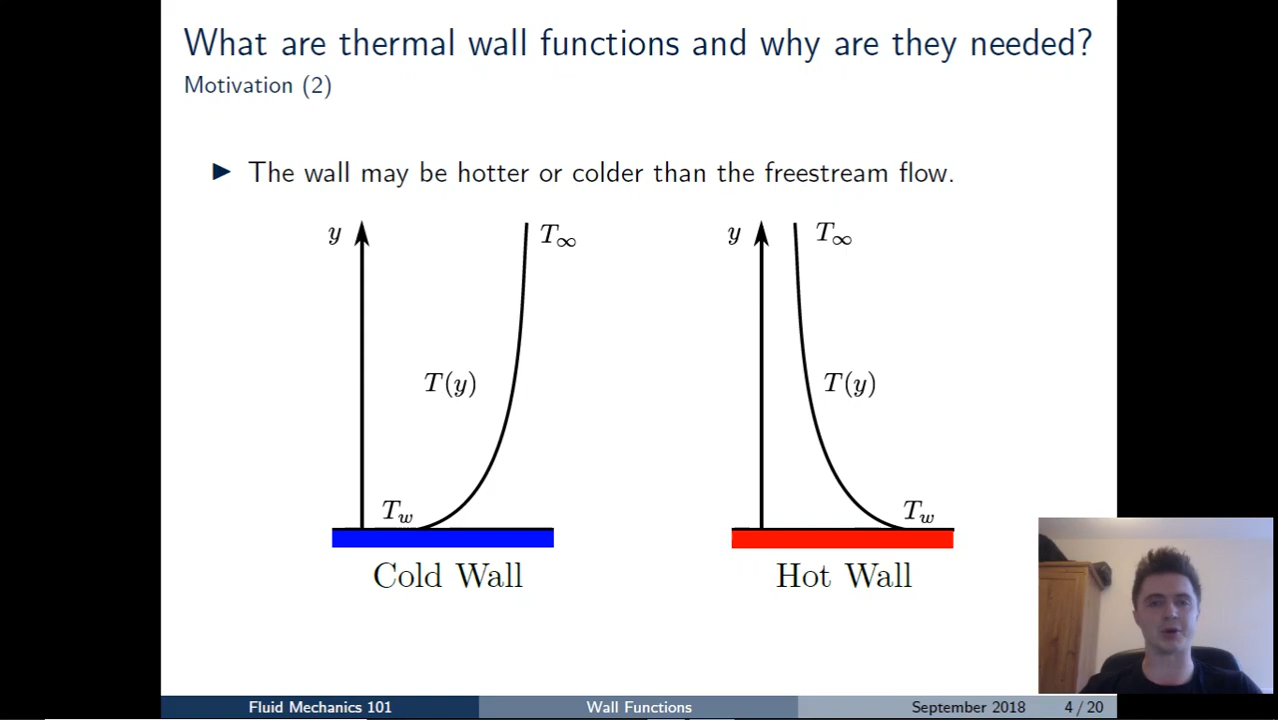 What are thermal wall functions and why are they needed?
Motivation (2)
► The wall may be hotter or colder than the freestream flow.
y
T∞
T(y)
Tw
Cold Wall
y
T∞
T(y)
Tw
Hot Wall
Fluid Mechanics 101
Wall Functions
September 2018
4 / 20